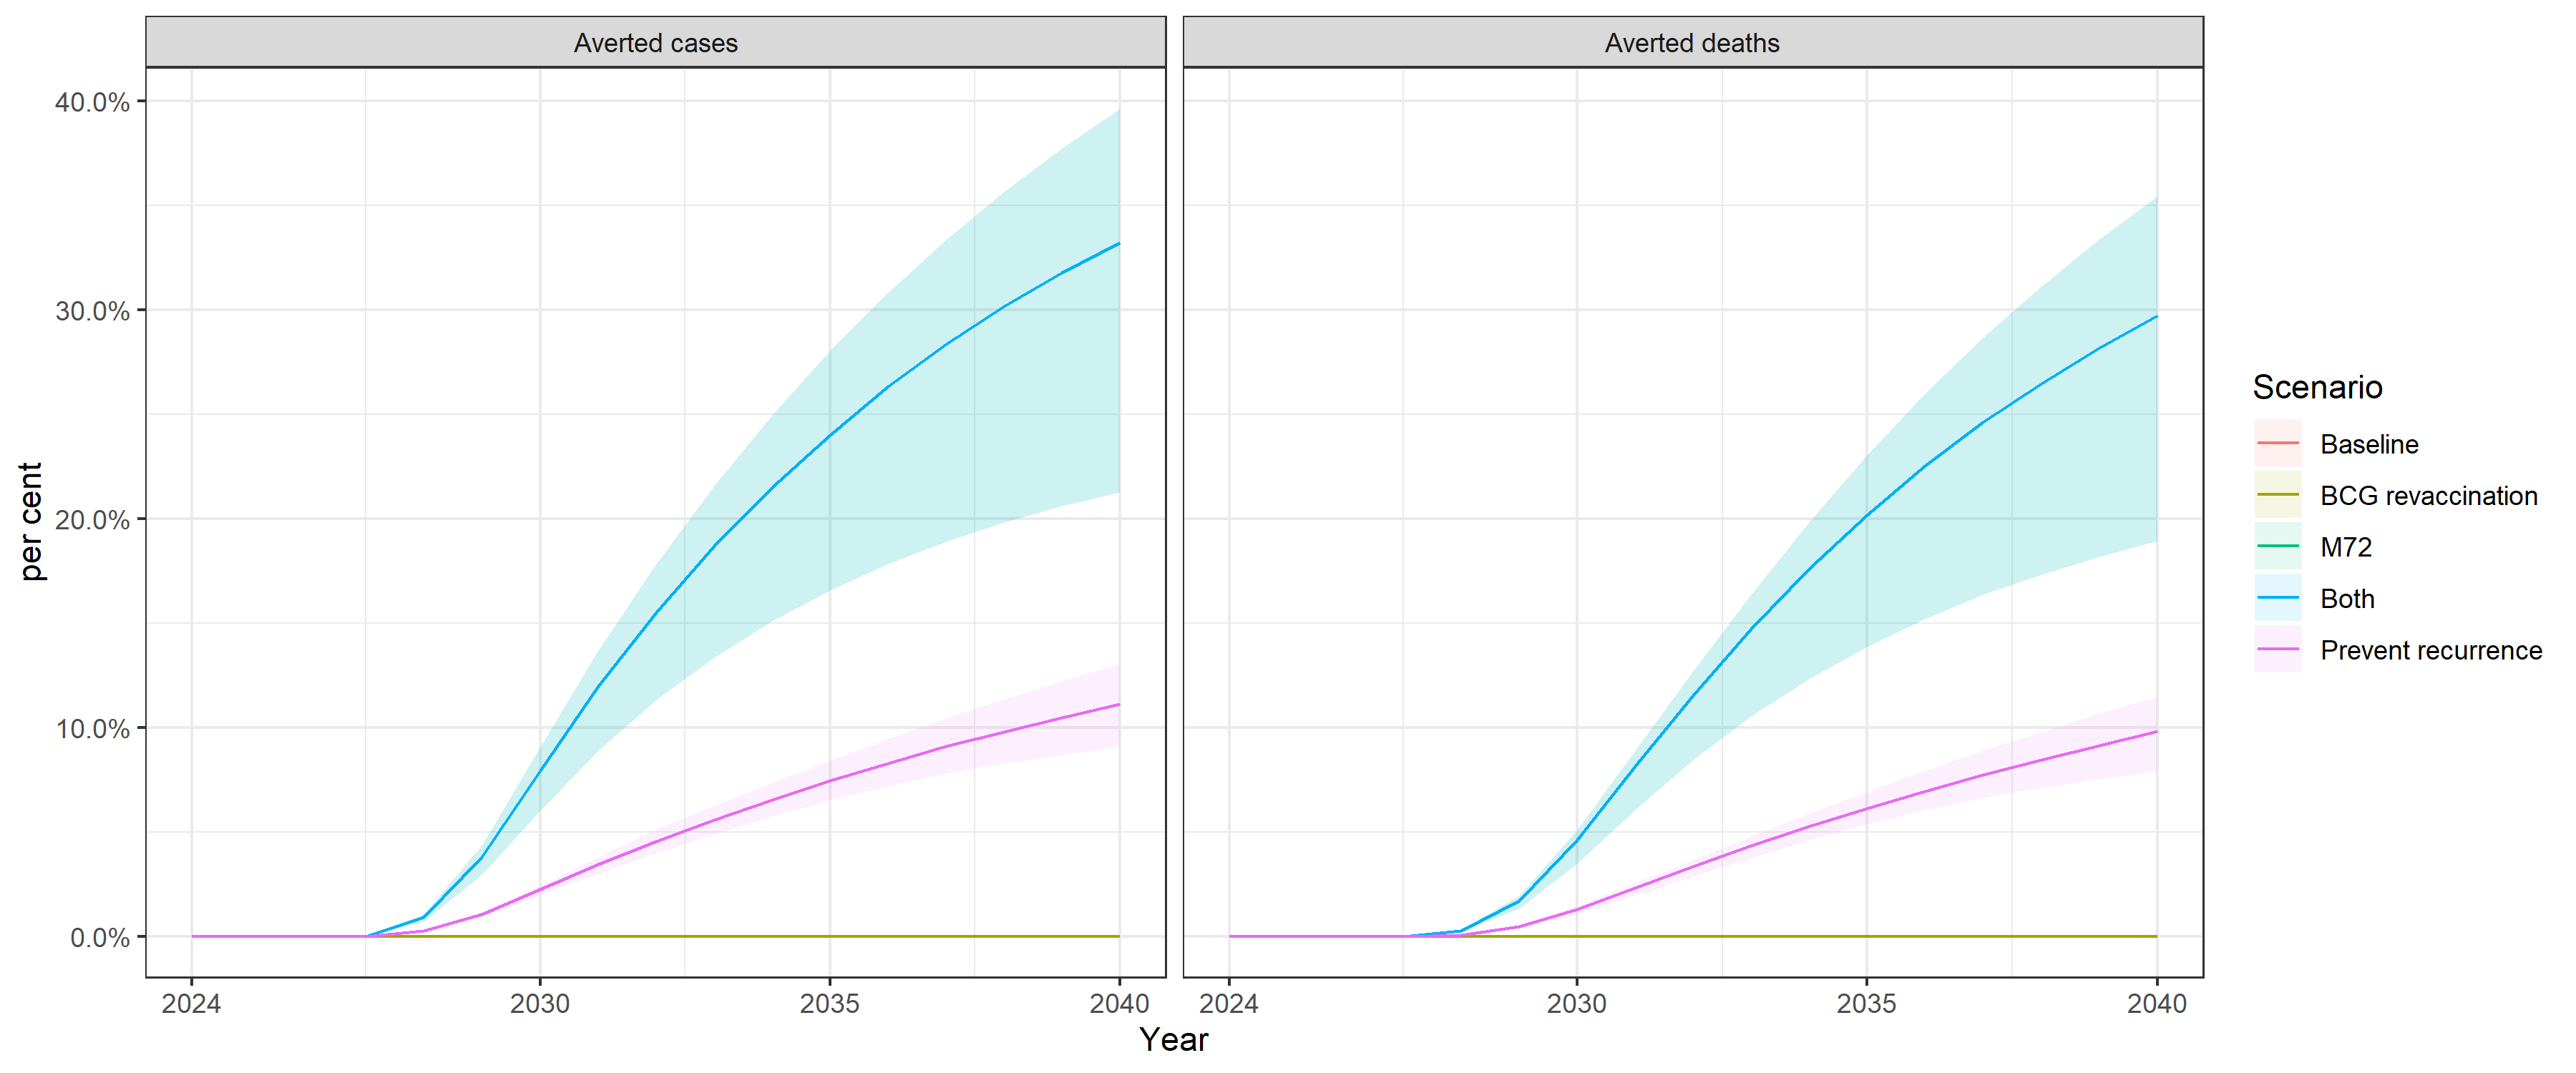 Averted cases
Averted deaths
40.0%
30.0%
20.0%
10.0%
0.0%
per cent
2024
2030
2035
2040
2024
2030
2035
2040
Year
Scenario
Baseline
BCG revaccination
M72
Both
Prevent recurrence